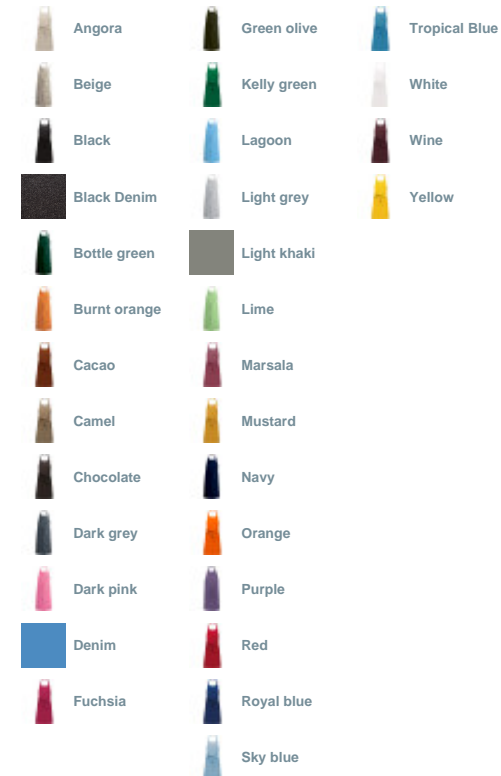 Angora
Beige
Black
Black Denim
Bottle green
Burnt orange
Cacao
Camel
Chocolate
Dark grey
Dark pink
Denim
Fuchsia
Green olive
Kelly green
Lagoon
Light grey
Light khaki
Lime
Marsala
Mustard
Navy
Orange
Purple
Red
Royal blue
Sky blue
Tropical Blue
White
Wine
Yellow